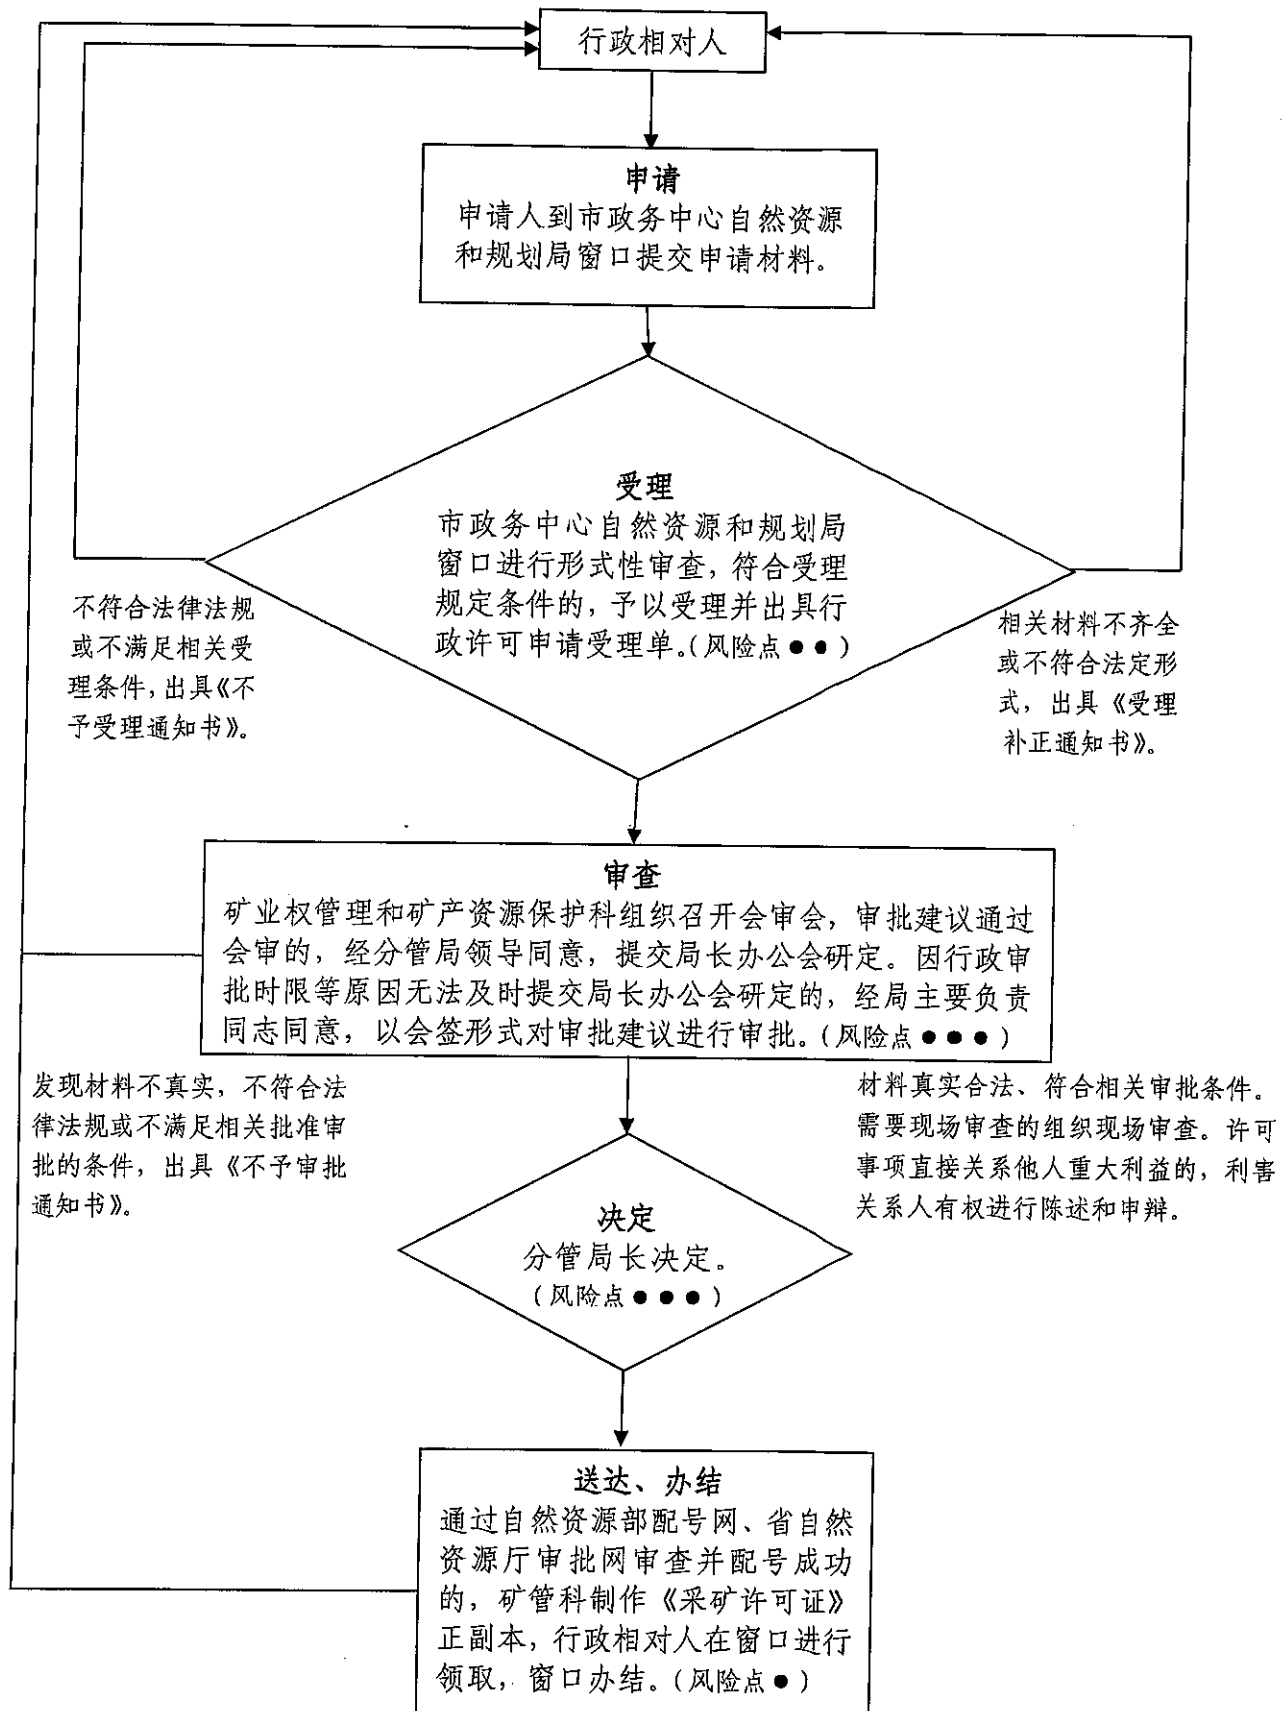 行政相对人
申请
申请人到市政务中心自然资源
和规划局窗口提交申请材料。
受理
市政务中心自然资源和规划局
窗口进行形式性审查，符合受理
规定条件的，予以受理并出具行
政许可申请受理单。（风险点●●）
不符合法律法规
或不满足相关受
理条件，出具《不
予受理通知书》。
相关材料不齐全
或不符合法定形
式，出具《受理
补正通知书》。
审查
矿业权管理和矿产资源保护科组织召开会审会，审批建议通过
会审的，经分管局领导同意，提交局长办公会研定。因行政审
批时限等原因无法及时提交局长办公会研定的，经局主要负责
同志同意，以会签形式对审批建议进行审批。（风险点●●●）
发现材料不真实，不符合法
律法规或不满足相关批准审
批的条件，出具《不予审批
通知书》。
材料真实合法、符合相关审批条件。
需要现场审查的组织现场审查。许可
事项直接关系他人重大利益的，利害
关系人有权进行陈述和申辩。
决定
分管局长决定。
（风险点●●●）
送达、办结
通过自然资源部配号网、省自然
资源厅审批网审查并配号成功
的，矿管科制作《采矿许可证》
正副本，行政相对人在窗口进行
领取，窗口办结。（风险点●）